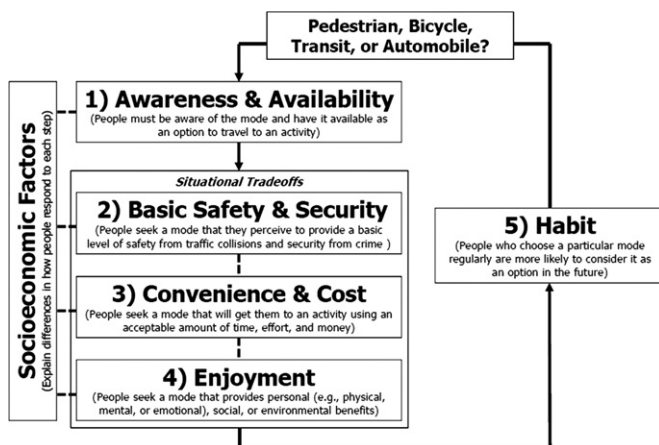 Pedestrian, Bicycle,
Transit, or Automobile?
1) Awareness & Availability
(People must be aware of the mode and have it available as
an option to travel to an activity)
Socioeconomic Factors
(Explain differences in how people respond to each step)
Situational Tradeoffs
2) Basic Safety & Security
(People seek a mode that they perceive to provide a basic
level of safety from traffic collisions and security from crime )
3) Convenience & Cost
(People seek a mode that will get them to an activity using an
acceptable amount of time, effort, and money)
4) Enjoyment
(People seek a mode that provides personal (e.g., physical,
mental, or emotional), social, or environmental benefits)
5) Habit
(People who choose a particular mode
regularly are more likely to consider it as
an option in the future)